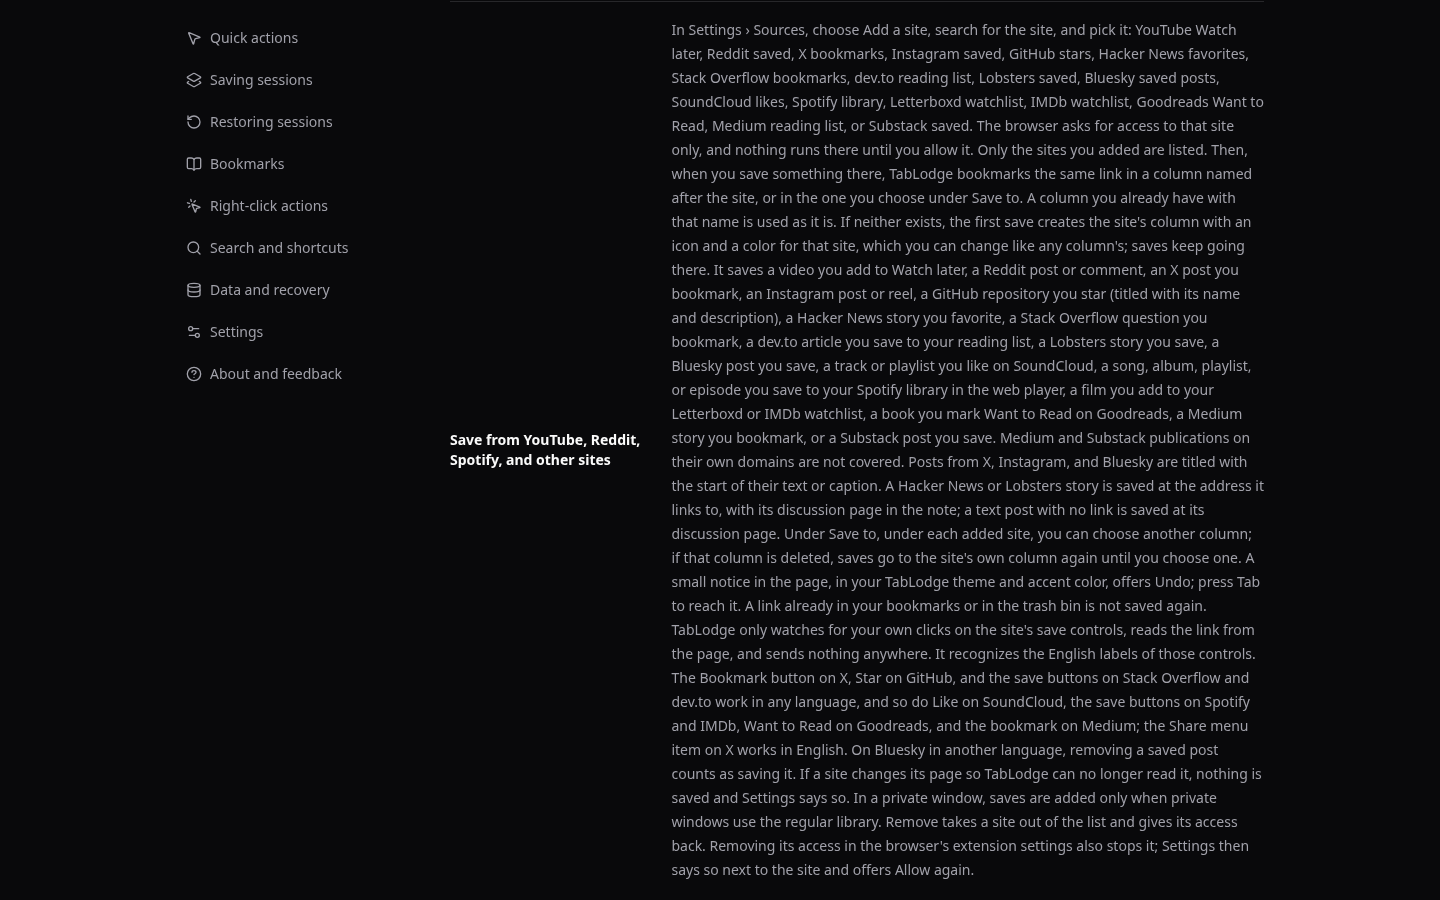 Quick actions
Saving sessions
Restoring sessions
Bookmarks
Right-click actions
Search and shortcuts
Data and recovery
Settings
About and feedback
Save from YouTube, Reddit,
Spotify, and other sites
In Settings › Sources, choose Add a site, search for the site, and pick it: YouTube Watch
later, Reddit saved, X bookmarks, Instagram saved, GitHub stars, Hacker News favorites,
Stack Overflow bookmarks, dev.to reading list, Lobsters saved, Bluesky saved posts,
SoundCloud likes, Spotify library, Letterboxd watchlist, IMDb watchlist, Goodreads Want to
Read, Medium reading list, or Substack saved. The browser asks for access to that site
only, and nothing runs there until you allow it. Only the sites you added are listed. Then,
when you save something there, TabLodge bookmarks the same link in a column named
after the site, or in the one you choose under Save to. A column you already have with
that name is used as it is. If neither exists, the first save creates the site's column with an
icon and a color for that site, which you can change like any column's; saves keep going
there. It saves a video you add to Watch later, a Reddit post or comment, an X post you
bookmark, an Instagram post or reel, a GitHub repository you star (titled with its name
and description), a Hacker News story you favorite, a Stack Overflow question you
bookmark, a dev.to article you save to your reading list, a Lobsters story you save, a
Bluesky post you save, a track or playlist you like on SoundCloud, a song, album, playlist,
or episode you save to your Spotify library in the web player, a film you add to your
Letterboxd or IMDb watchlist, a book you mark Want to Read on Goodreads, a Medium
story you bookmark, or a Substack post you save. Medium and Substack publications on
their own domains are not covered. Posts from X, Instagram, and Bluesky are titled with
the start of their text or caption. A Hacker News or Lobsters story is saved at the address it
links to, with its discussion page in the note; a text post with no link is saved at its
discussion page. Under Save to, under each added site, you can choose another column;
if that column is deleted, saves go to the site's own column again until you choose one. A
small notice in the page, in your TabLodge theme and accent color, offers Undo; press Tab
to reach it. A link already in your bookmarks or in the trash bin is not saved again.
TabLodge only watches for your own clicks on the site's save controls, reads the link from
the page, and sends nothing anywhere. It recognizes the English labels of those controls.
The Bookmark button on X, Star on GitHub, and the save buttons on Stack Overflow and
dev.to work in any language, and so do Like on SoundCloud, the save buttons on Spotify
and IMDb, Want to Read on Goodreads, and the bookmark on Medium; the Share menu
item on X works in English. On Bluesky in another language, removing a saved post
counts as saving it. If a site changes its page so TabLodge can no longer read it, nothing is
saved and Settings says so. In a private window, saves are added only when private
windows use the regular library. Remove takes a site out of the list and gives its access
back. Removing its access in the browser's extension settings also stops it; Settings then
says so next to the site and offers Allow again.